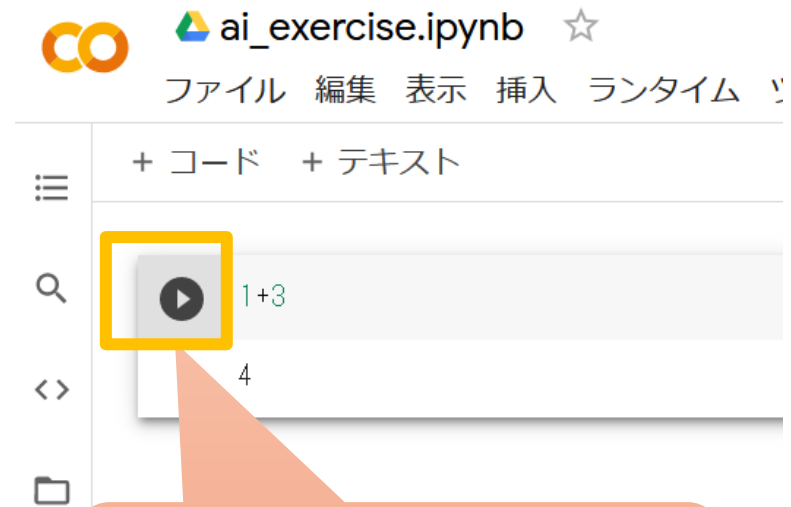 ai_exercise.ipynb
ファイル 編集 表示 挿入 ランタイム
+ コード + テキスト
1+3
4